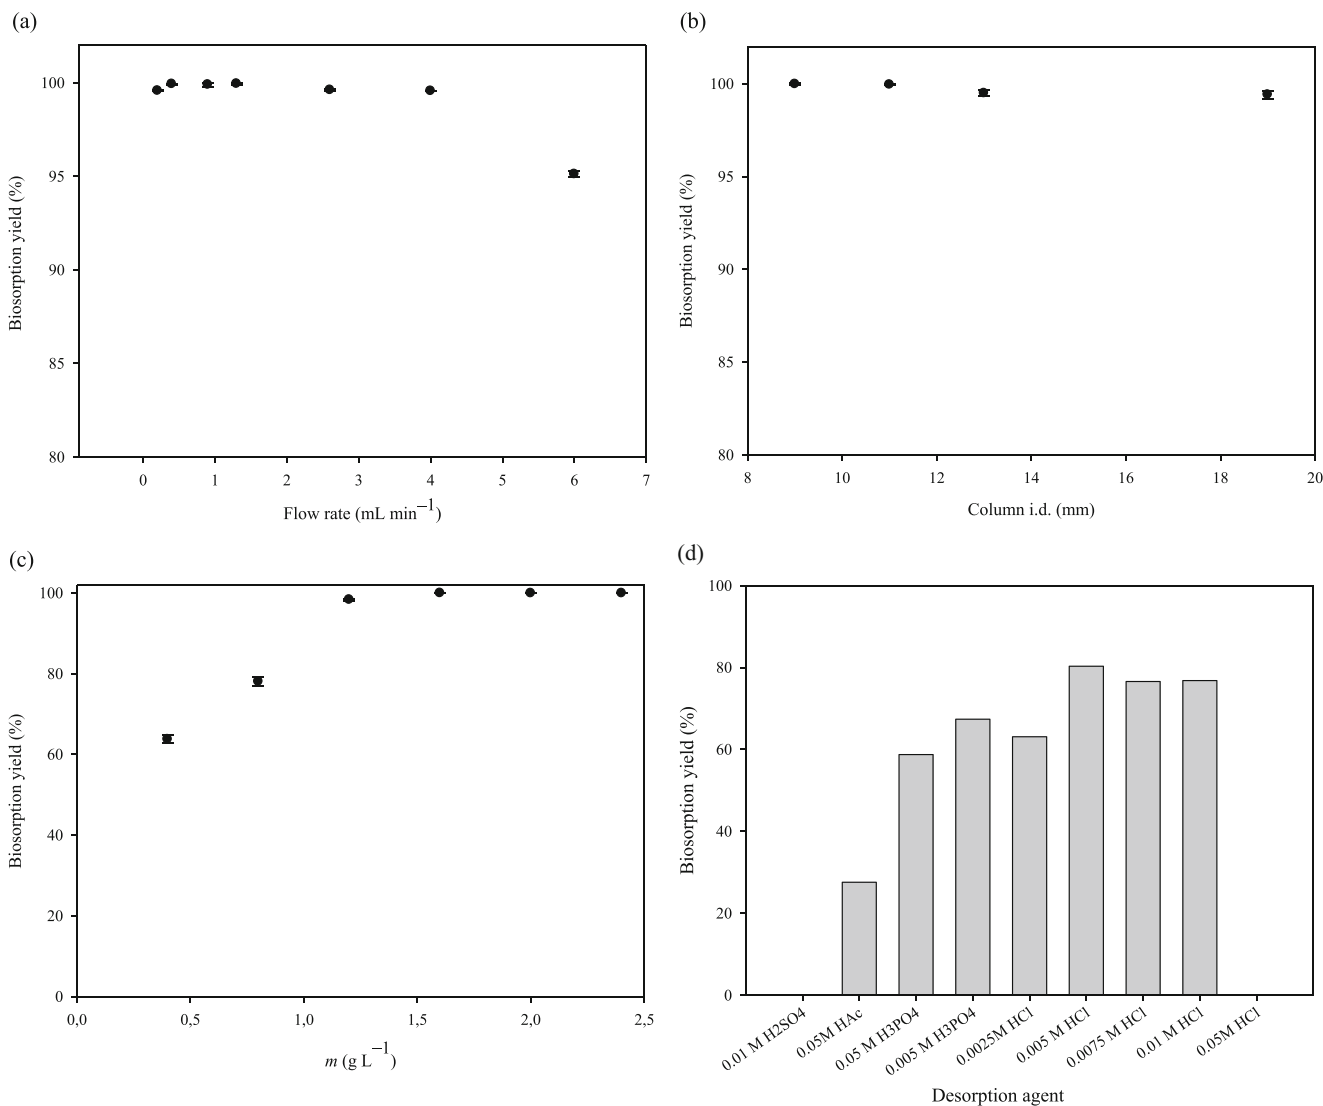 (a)
100
95
90
85
80
Biosorption yield (%)
0 1 2 3 4 5 6 7
Flow rate (mL min–1)
(b)
100
95
90
85
80
Biosorption yield (%)
8 10 12 14 16 18 20
Column i.d. (mm)
(c)
100
80
60
40
20
0
Biosorption yield (%)
0,0 0,5 1,0 1,5 2,0 2,5
m (g L–1)
(d)
100
80
60
40
20
0
Biosorption yield (%)
0.01 M H2SO4
0.05M HAc
0.05 M H3PO4
0.005 M H3PO4
0.0025M HCl
0.005 M HCl
0.0075 M HCl
0.01 M HCl
0.05M HCl
Desorption agent